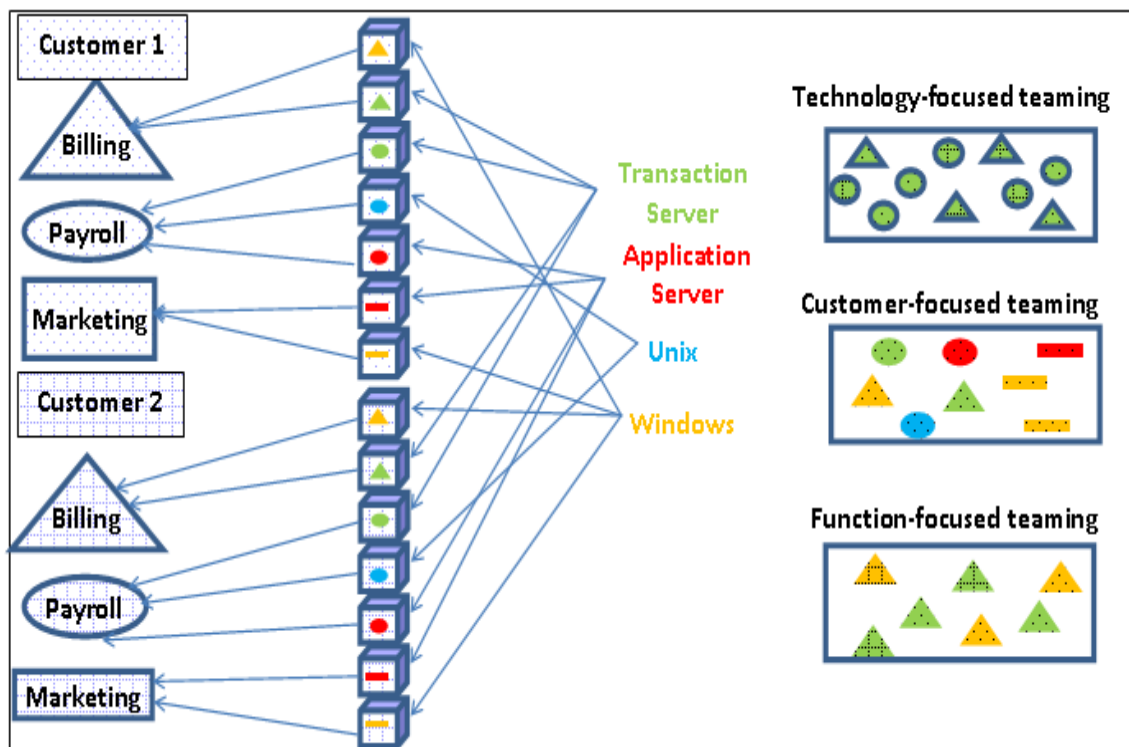 Customer 1
Billing
Payroll
Marketing
Customer 2
Billing
Payroll
Marketing
Transaction
Server
Application
Server
Unix
Windows
Technology-focused teaming
Customer-focused teaming
Function-focused teaming